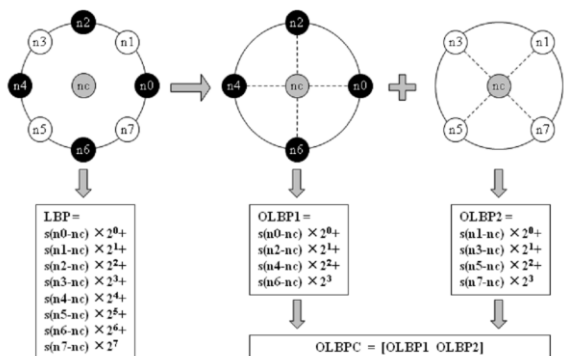 n2
n3
n1
n4
nc
n0
n5
n7
n6
n2
n4
nc
n0
n6
n3
n1
nc
n5
n7
LBP=
s(n0-nc) ×2⁰+
s(n1-nc) ×2¹+
s(n2-nc) ×2²+
s(n3-nc) ×2³+
s(n4-nc) ×2⁴+
s(n5-nc) ×2⁵+
s(n6-nc) ×2⁶+
s(n7-nc) ×2⁷
OLBP1=
s(n0-nc) ×2⁰+
s(n2-nc) ×2¹+
s(n4-nc) ×2²+
s(n6-nc) ×2³
OLBP2=
s(n1-nc) ×2⁰+
s(n3-nc) ×2¹+
s(n5-nc) ×2²+
s(n7-nc) ×2³
OLBPC = [OLBP1 OLBP2]